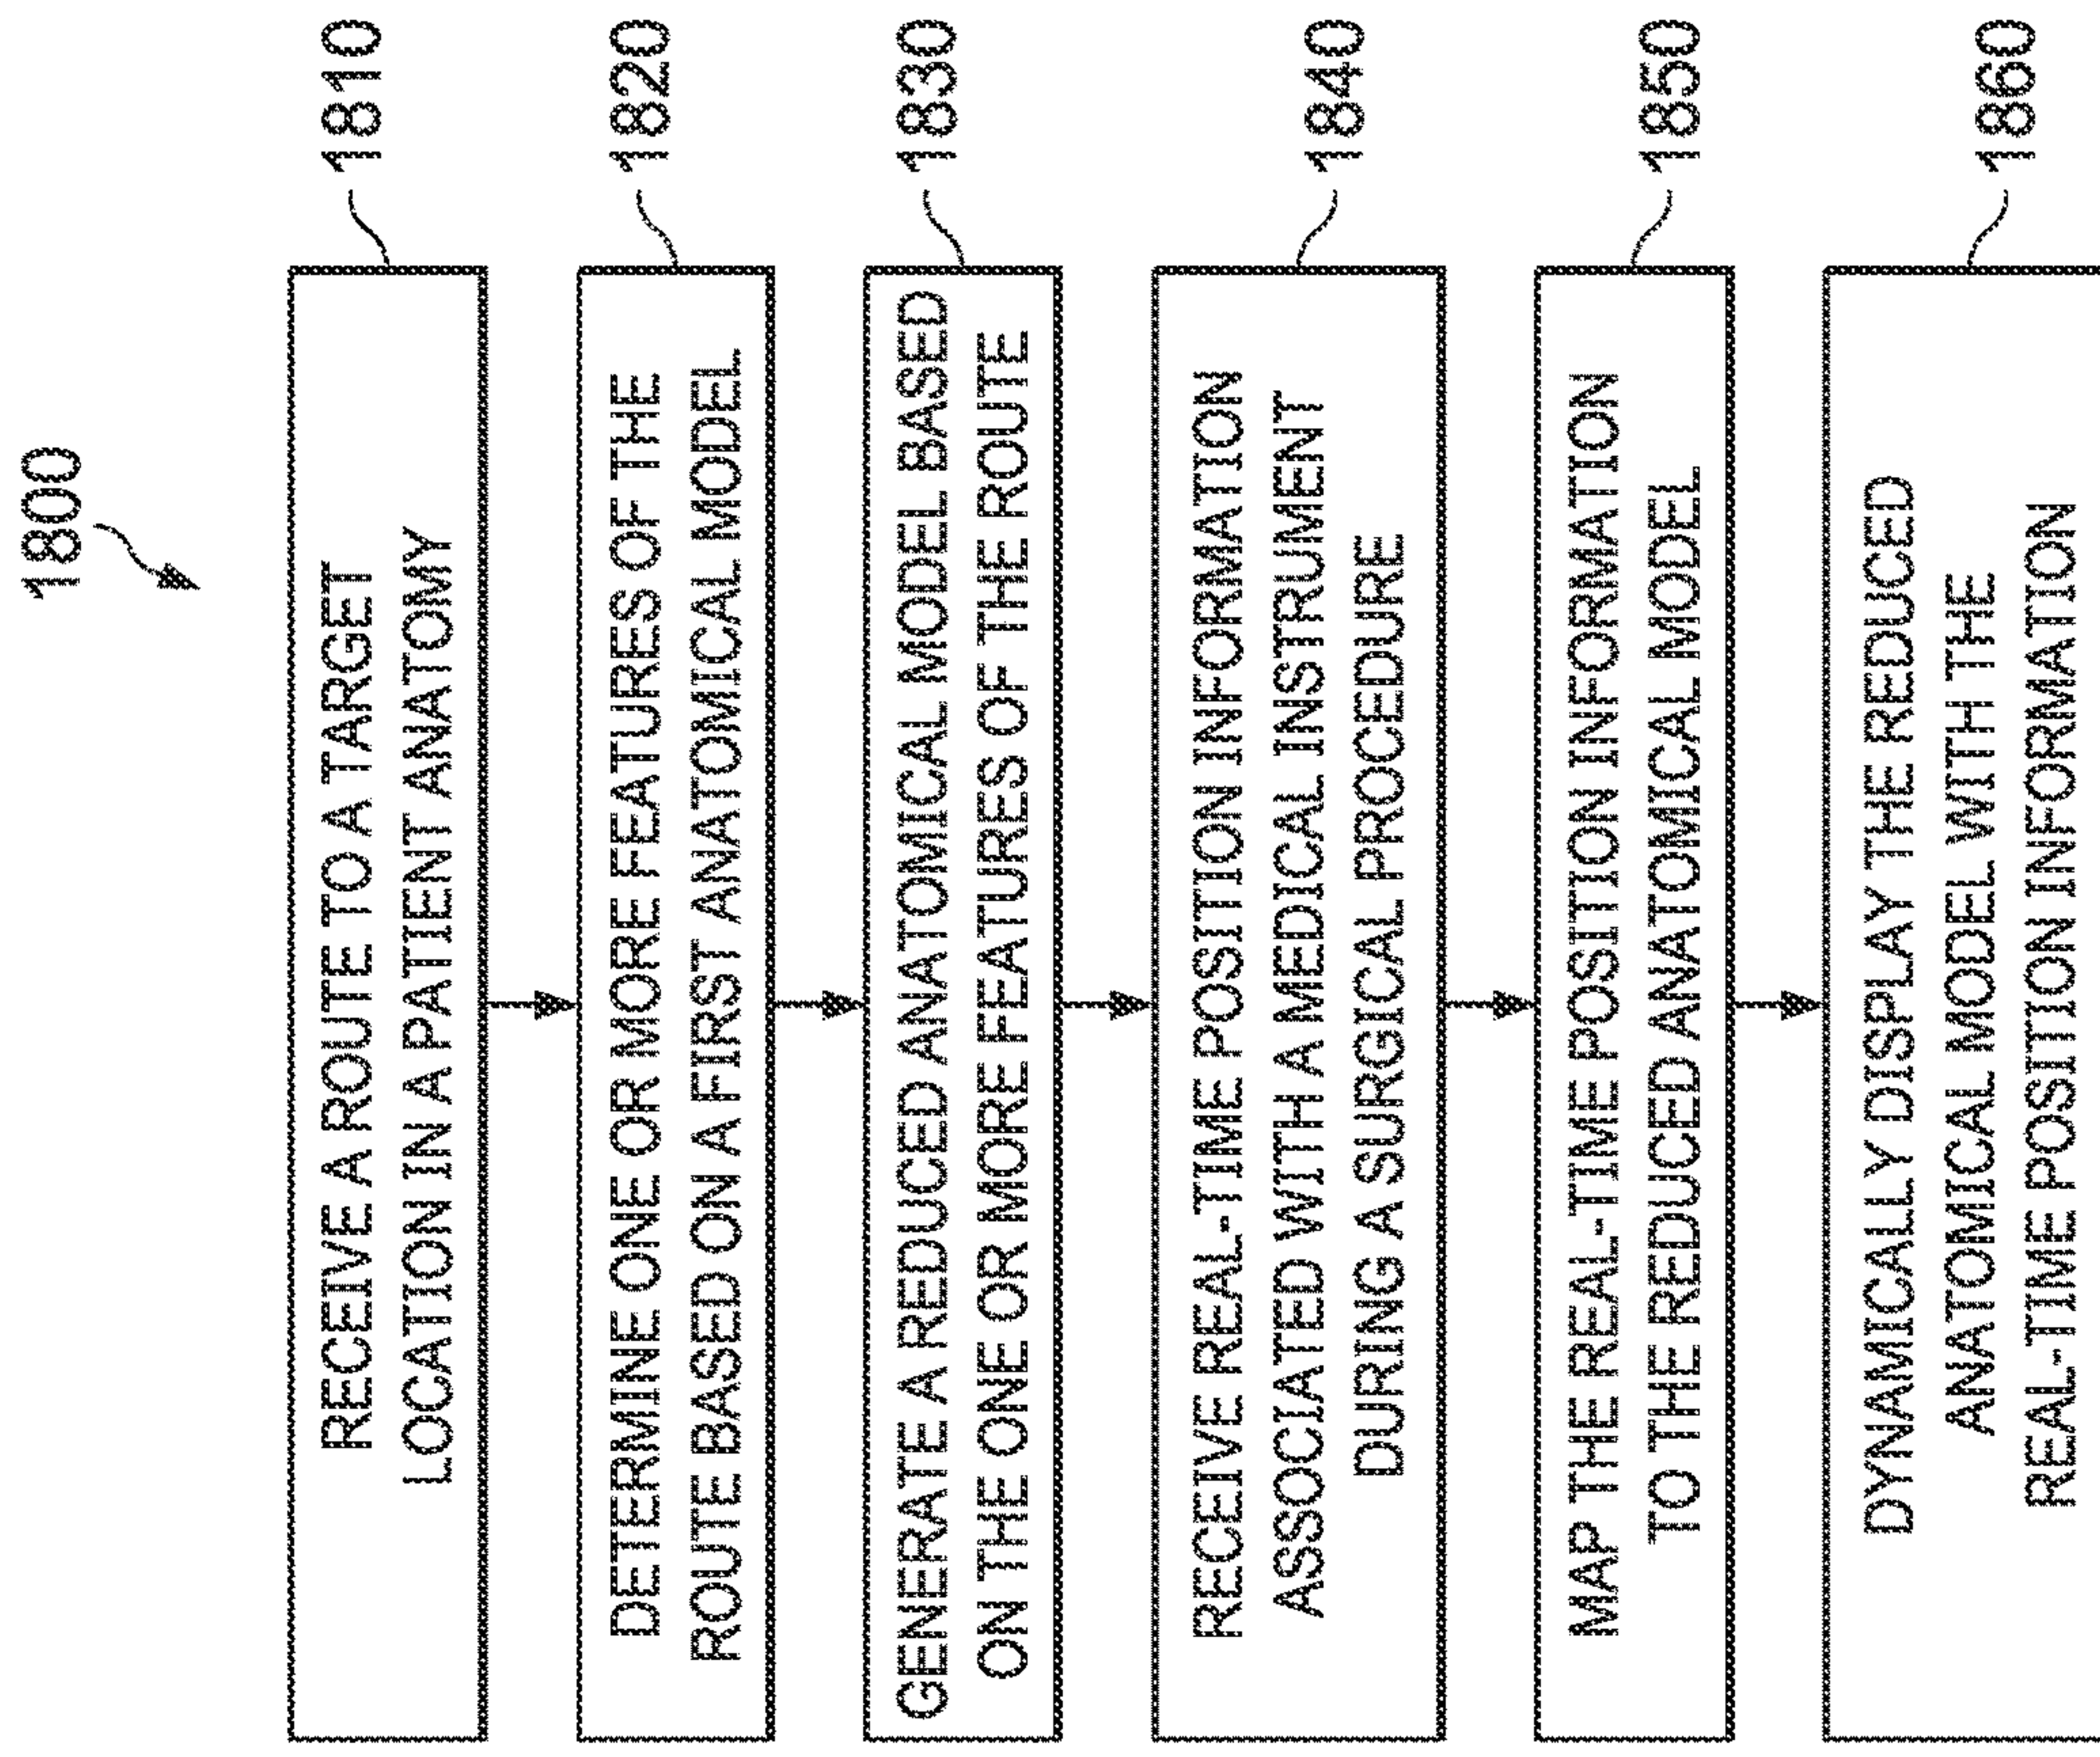 1800
RECEIVE A ROUTE TO A TARGET
LOCATION IN A PATIENT ANATOMY
1810
DETERMINE ONE OR MORE FEATURES OF THE
ROUTE BASED ON A FIRST ANATOMICAL MODEL
1820
GENERATE A REDUCED ANATOMICAL MODEL BASED
ON THE ONE OR MORE FEATURES OF THE ROUTE
1830
RECEIVE REAL-TIME POSITION INFORMATION
ASSOCIATED WITH A MEDICAL INSTRUMENT
DURING A SURGICAL PROCEDURE
1840
MAP THE REAL-TIME POSITION INFORMATION
TO THE REDUCED ANATOMICAL MODEL
1850
DYNAMICALLY DISPLAY THE REDUCED
ANATOMICAL MODEL WITH THE
REAL-TIME POSITION INFORMATION
1860